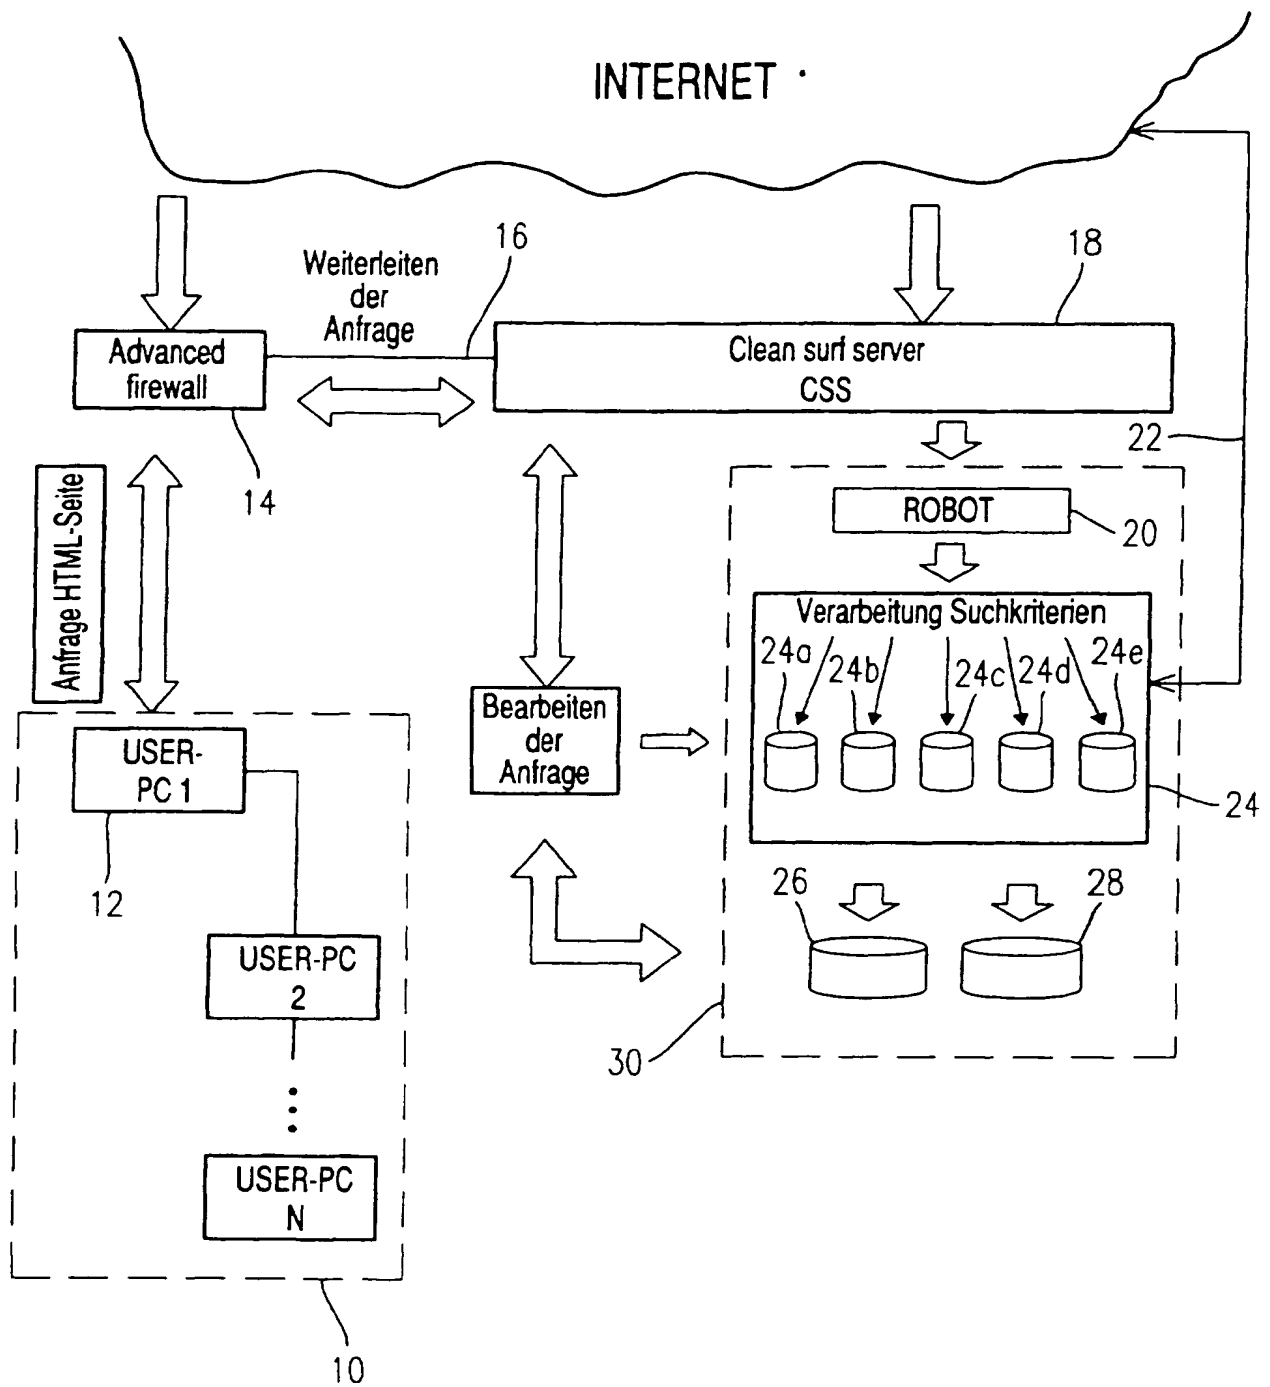 INTERNET
16
18
Weiterleiten
der
Anfrage
Advanced
firewall
Clean surf server
CSS
22
14
Anfrage HTML-Seite
ROBOT
20
Verarbeitung Suchkriterien
24a
24b
24c
24d
24e
Bearbeiten
der
Anfrage
USER-
PC 1
24
12
26
28
USER-PC
2
30
USER-PC
N
10